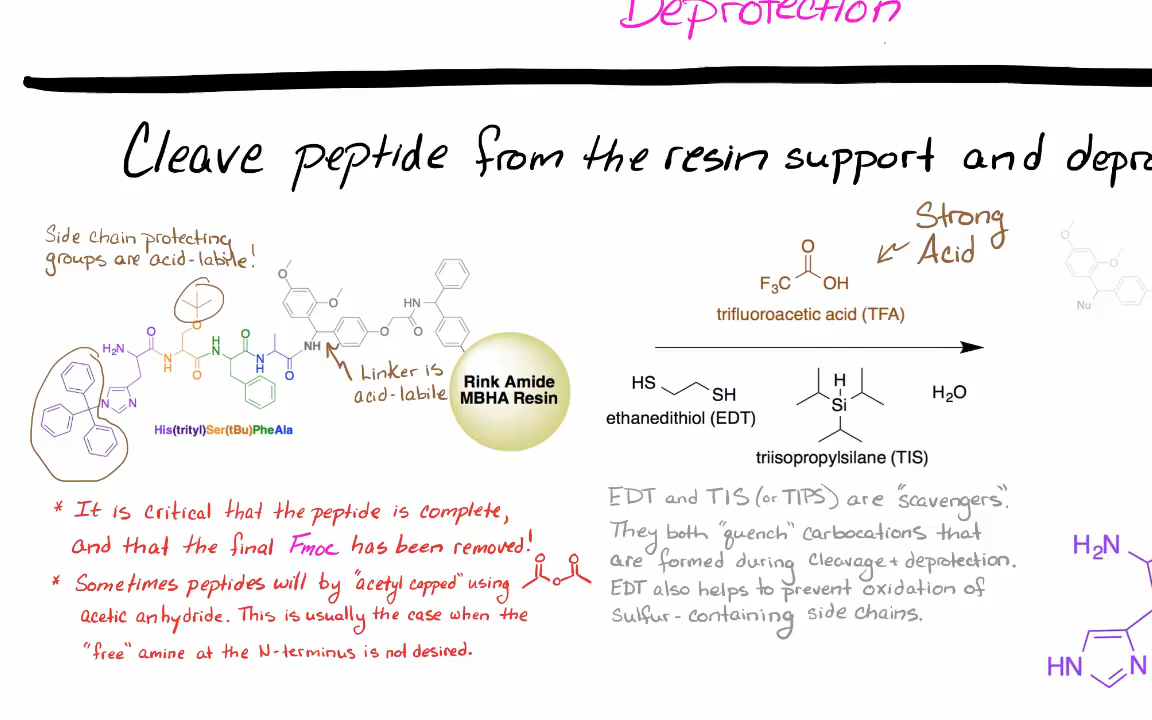 Deprotection
Cleave peptide from the resin support and depro
Side chain protecting
groups are acid-labile!
Strong
Acid
O
F₃C OH
trifluoroacetic acid (TFA)
O
O
HN
O
O
NH
O
H₂N
O
N
H
O
O
H
N
O
N
H
O
N
N
Linker is
acid-labile
Rink Amide
MBHA Resin
His(trityl)Ser(tBu)PheAla
HS
SH
ethanedithiol (EDT)
H
Si
triisopropylsilane (TIS)
H₂O
O
O
Nu
* It is critical that the peptide is complete,
and that the final Fmoc has been removed!
* Sometimes peptides will by "acetyl capped" using
O O
O
acetic anhydride. This is usually the case when the
"free" amine at the N-terminus is not desired.
EDT and TIS (or TIPS) are "scavengers".
They both "quench" carbocations that
are formed during cleavage + deprotection.
EDT also helps to prevent oxidation of
Sulfur-containing side chains.
H₂N
HN
N